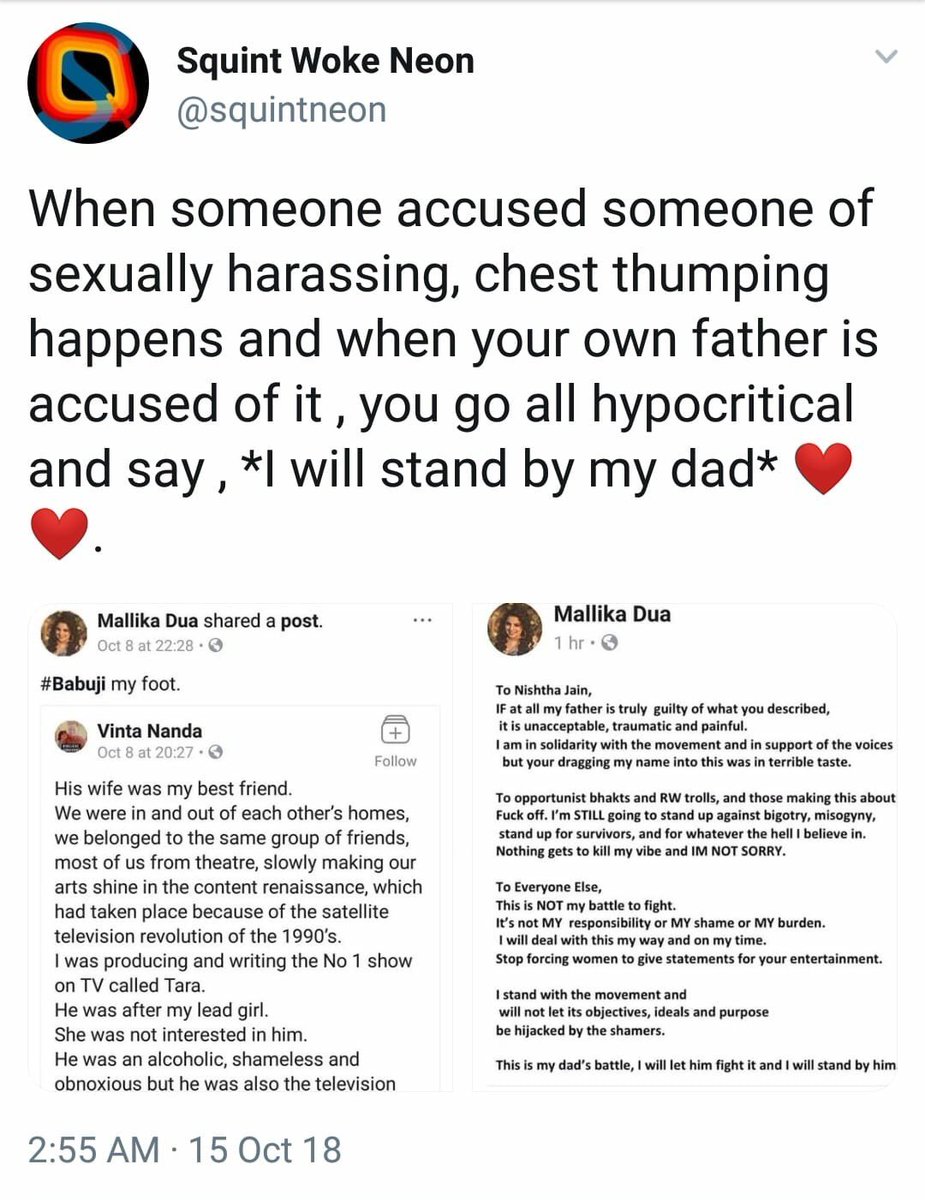 Squint Woke Neon
@squintneon
When someone accused someone of
sexually harassing, chest thumping
happens and when your own father is
accused of it , you go all hypocritical
and say , *I will stand by my dad* ❤️
❤️.
Mallika Dua shared a post.
Oct 8 at 22:28 ·
#Babuji my foot.
Vinta Nanda
Oct 8 at 20:27 ·
Follow
His wife was my best friend.
We were in and out of each other's homes,
we belonged to the same group of friends,
most of us from theatre, slowly making our
arts shine in the content renaissance, which
had taken place because of the satellite
television revolution of the 1990's.
I was producing and writing the No 1 show
on TV called Tara.
He was after my lead girl.
She was not interested in him.
He was an alcoholic, shameless and
obnoxious but he was also the television
Mallika Dua
1 hr ·
To Nishtha Jain,
IF at all my father is truly guilty of what you described,
it is unacceptable, traumatic and painful.
I am in solidarity with the movement and in support of the voices
but your dragging my name into this was in terrible taste.
To opportunist bhakts and RW trolls, and those making this about
Fuck off. I'm STILL going to stand up against bigotry, misogyny,
stand up for survivors, and for whatever the hell I believe in.
Nothing gets to kill my vibe and IM NOT SORRY.
To Everyone Else,
This is NOT my battle to fight.
It's not MY responsibility or MY shame or MY burden.
I will deal with this my way and on my time.
Stop forcing women to give statements for your entertainment.
I stand with the movement and
will not let its objectives, ideals and purpose
be hijacked by the shamers.
This is my dad's battle, I will let him fight it and I will stand by him
2:55 AM · 15 Oct 18